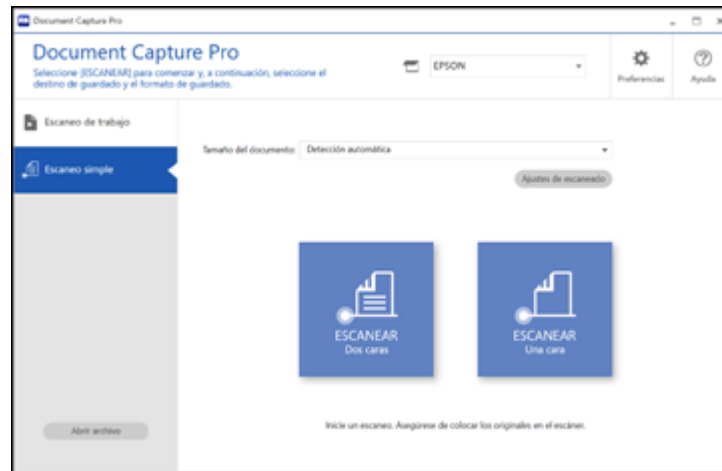 Document Capture Pro
Document Capture Pro
Seleccione [ESCANEAR] para comenzar y, a continuación, seleccione el
destino de guardado y el formato de guardado.
EPSON
Preferencias
Ayuda
Escaneo de trabajo
Escaneo simple
Tamaño del documento: Detección automática
Ajustes de escaneado
ESCANEAR
Dos caras
ESCANEAR
Una cara
Abrir archivo
Inicie un escaneo. Asegúrese de colocar los originales en el escáner.